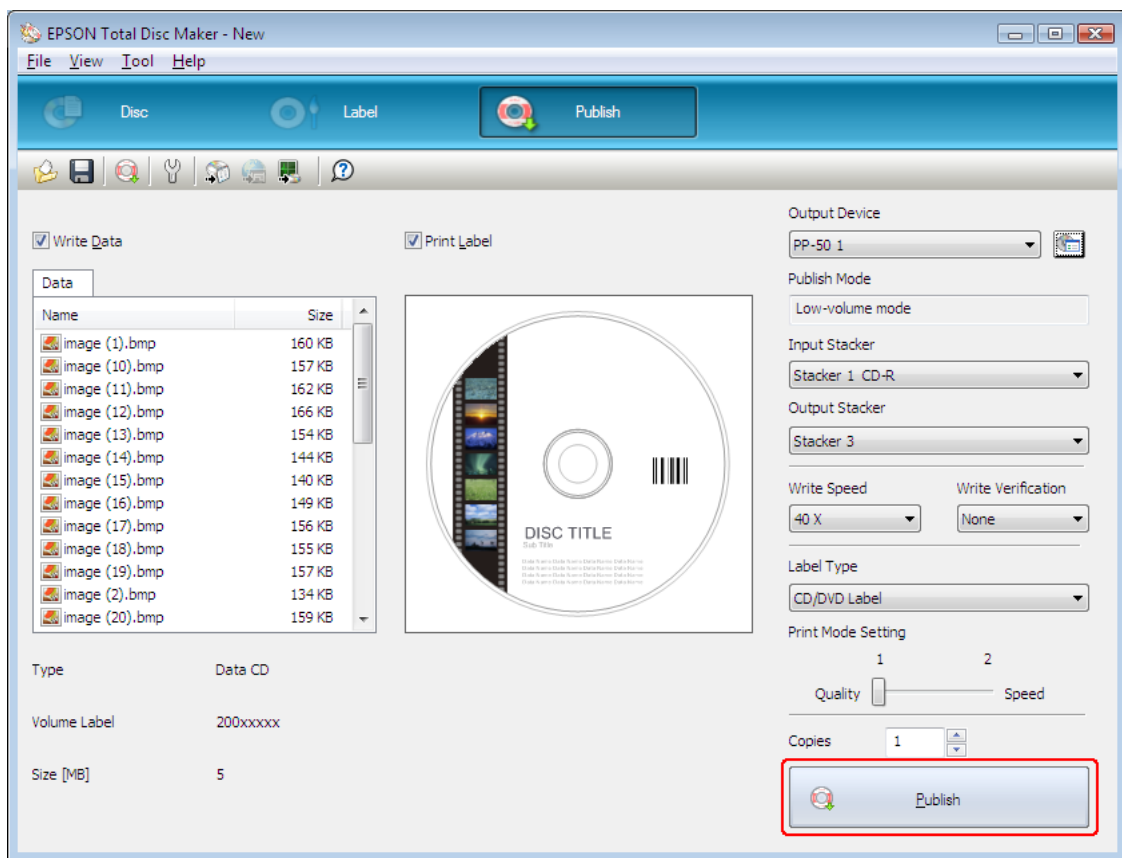 EPSON Total Disc Maker - New
File View Tool Help
Disc Label Publish
Write Data
Print Label
Data
Name Size
image (1).bmp 160 KB
image (10).bmp 157 KB
image (11).bmp 162 KB
image (12).bmp 166 KB
image (13).bmp 154 KB
image (14).bmp 144 KB
image (15).bmp 140 KB
image (16).bmp 149 KB
image (17).bmp 156 KB
image (18).bmp 155 KB
image (19).bmp 157 KB
image (2).bmp 134 KB
image (20).bmp 159 KB
Type Data CD
Volume Label 200xxxxx
Size [MB] 5
DISC TITLE
Sub Title
Output Device
PP-50 1
Publish Mode
Low-volume mode
Input Stacker
Stacker 1 CD-R
Output Stacker
Stacker 3
Write Speed Write Verification
40 X None
Label Type
CD/DVD Label
Print Mode Setting
1 2
Quality Speed
Copies 1
Publish